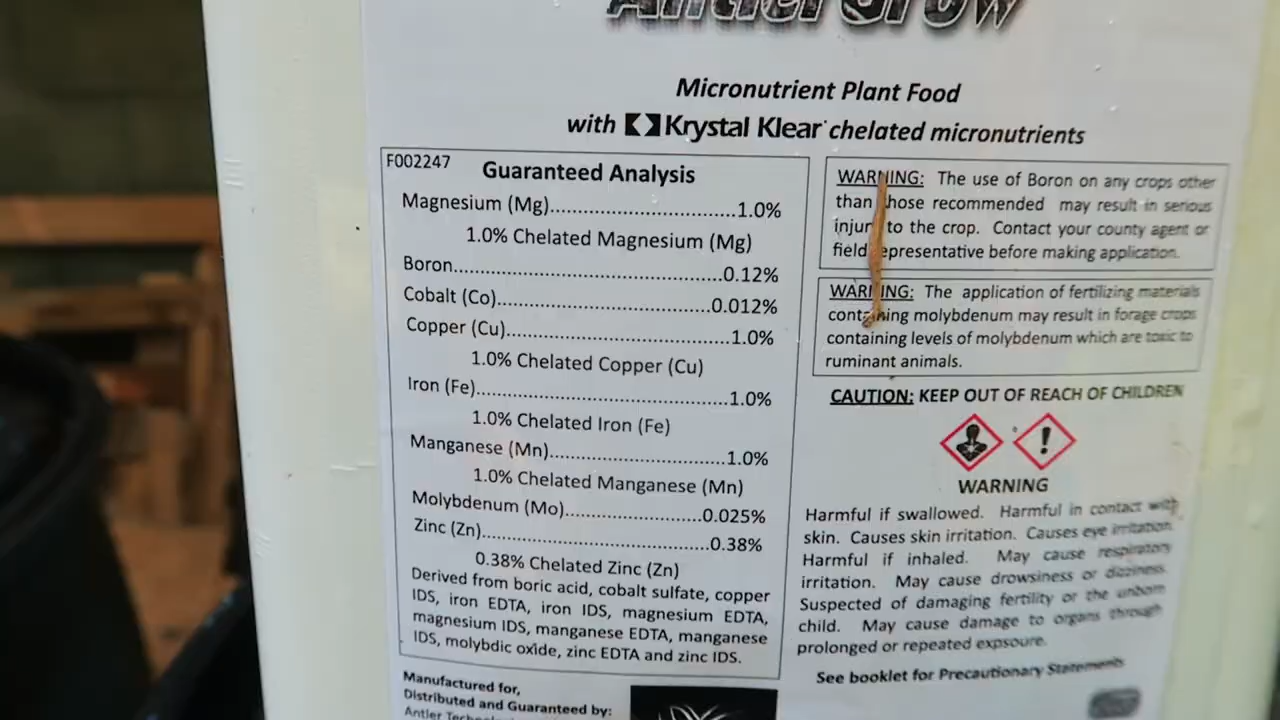 Antler Grow
Micronutrient Plant Food
with Krystal Klear chelated micronutrients
F002247
Guaranteed Analysis
Magnesium (Mg)..............................1.0%
1.0% Chelated Magnesium (Mg)
Boron...........................................0.12%
Cobalt (Co)..................................0.012%
Copper (Cu)....................................1.0%
1.0% Chelated Copper (Cu)
Iron (Fe)..........................................1.0%
1.0% Chelated Iron (Fe)
Manganese (Mn).............................1.0%
1.0% Chelated Manganese (Mn)
Molybdenum (Mo)......................0.025%
Zinc (Zn)......................................0.38%
0.38% Chelated Zinc (Zn)
Derived from boric acid, cobalt sulfate, copper
IDS, iron EDTA, iron IDS, magnesium EDTA,
magnesium IDS, manganese EDTA, manganese
IDS, molybdic oxide, zinc EDTA and zinc IDS.
Manufactured for,
Distributed and Guaranteed by:
Antler
WARNING: The use of Boron on any crops other
than those recommended may result in serious
injury to the crop. Contact your county agent or
field representative before making application.
WARNING: The application of fertilizing materials
containing molybdenum may result in forage crops
containing levels of molybdenum which are toxic to
ruminant animals.
CAUTION: KEEP OUT OF REACH OF CHILDREN
WARNING
Harmful if swallowed. Harmful in contact with
skin. Causes skin irritation. Causes eye irritation.
Harmful if inhaled. May cause respiratory
irritation. May cause drowsiness or dizziness.
Suspected of damaging fertility or the unborn
child. May cause damage to organs through
prolonged or repeated expsoure.
See booklet for Precautionary Statements